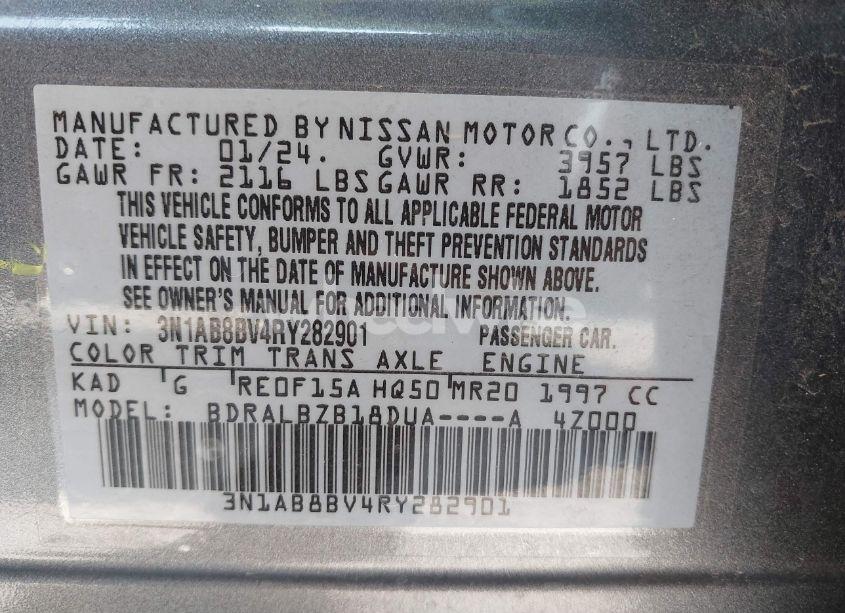 MANUFACTURED BY NISSAN MOTOR CO., LTD.
DATE: 01/24. GVWR: 3957 LBS
GAWR FR: 2116 LBS GAWR RR: 1852 LBS
THIS VEHICLE CONFORMS TO ALL APPLICABLE FEDERAL MOTOR
VEHICLE SAFETY, BUMPER AND THEFT PREVENTION STANDARDS
IN EFFECT ON THE DATE OF MANUFACTURE SHOWN ABOVE.
SEE OWNER'S MANUAL FOR ADDITIONAL INFORMATION.
VIN: 3N1AB8BV4RY282901 PASSENGER CAR.
COLOR TRIM TRANS AXLE ENGINE
KAD G RE0F15A HQ50 MR20 1997 CC
MODEL: BDRALBZB18DUA----A 4Z000
3N1AB8BV4RY282901